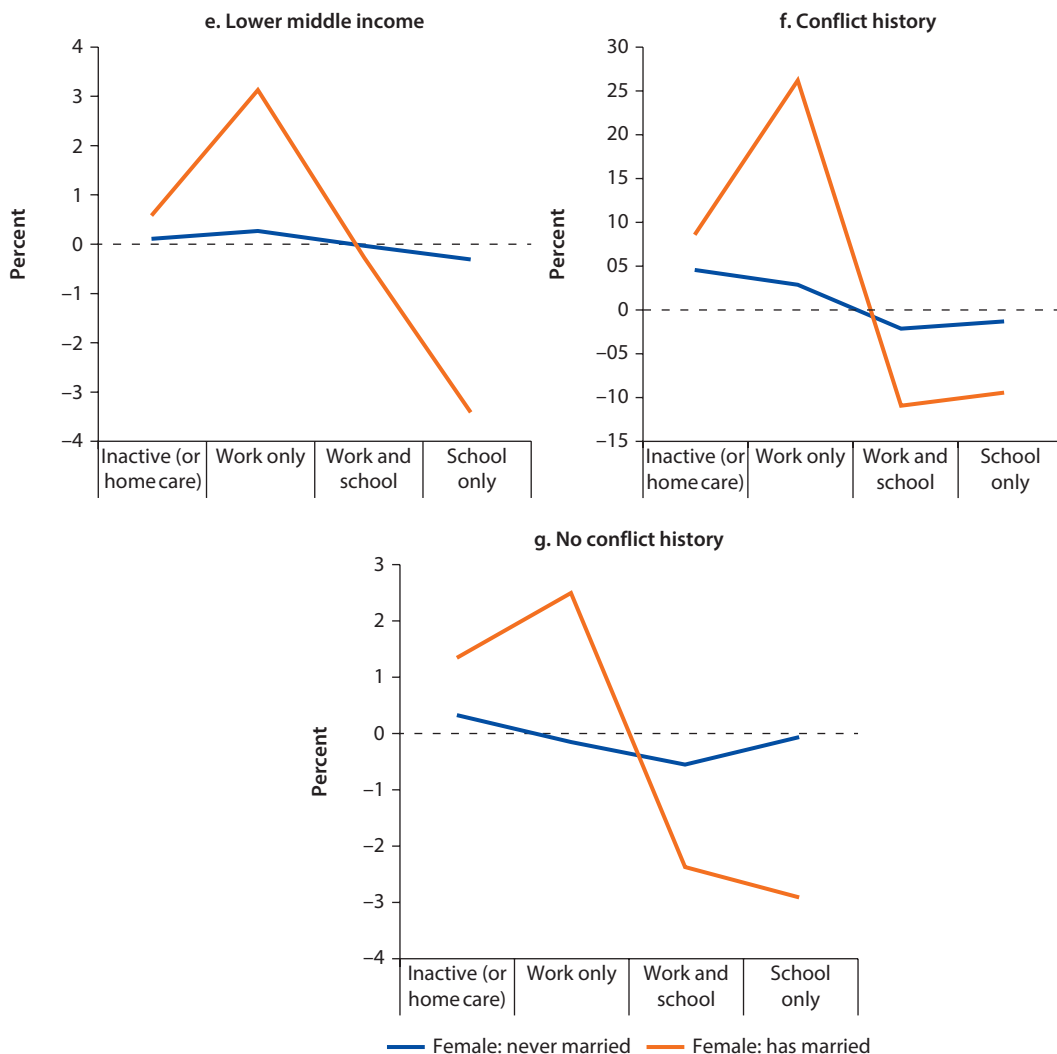 e. Lower middle income
4
3
2
1
0
–1
–2
–3
–4
Percent
Inactive (or
home care)
Work only
Work and
school
School
only
f. Conflict history
30
25
20
15
10
05
0
–05
–10
–15
Percent
Inactive (or
home care)
Work only
Work and
school
School
only
g. No conflict history
3
2
1
0
–1
–2
–3
–4
Percent
Inactive (or
home care)
Work only
Work and
school
School
only
Female: never married
Female: has married